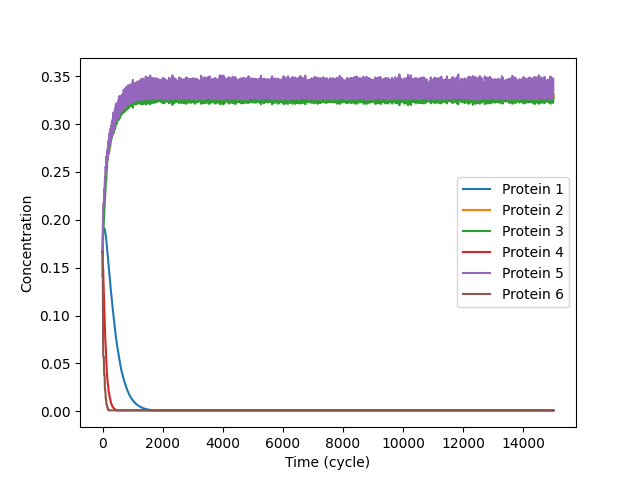 0.35
0.30
0.25
0.20
0.15
0.10
0.05
0.00
Concentration
Protein 1
Protein 2
Protein 3
Protein 4
Protein 5
Protein 6
0 2000 4000 6000 8000 10000 12000 14000
Time (cycle)